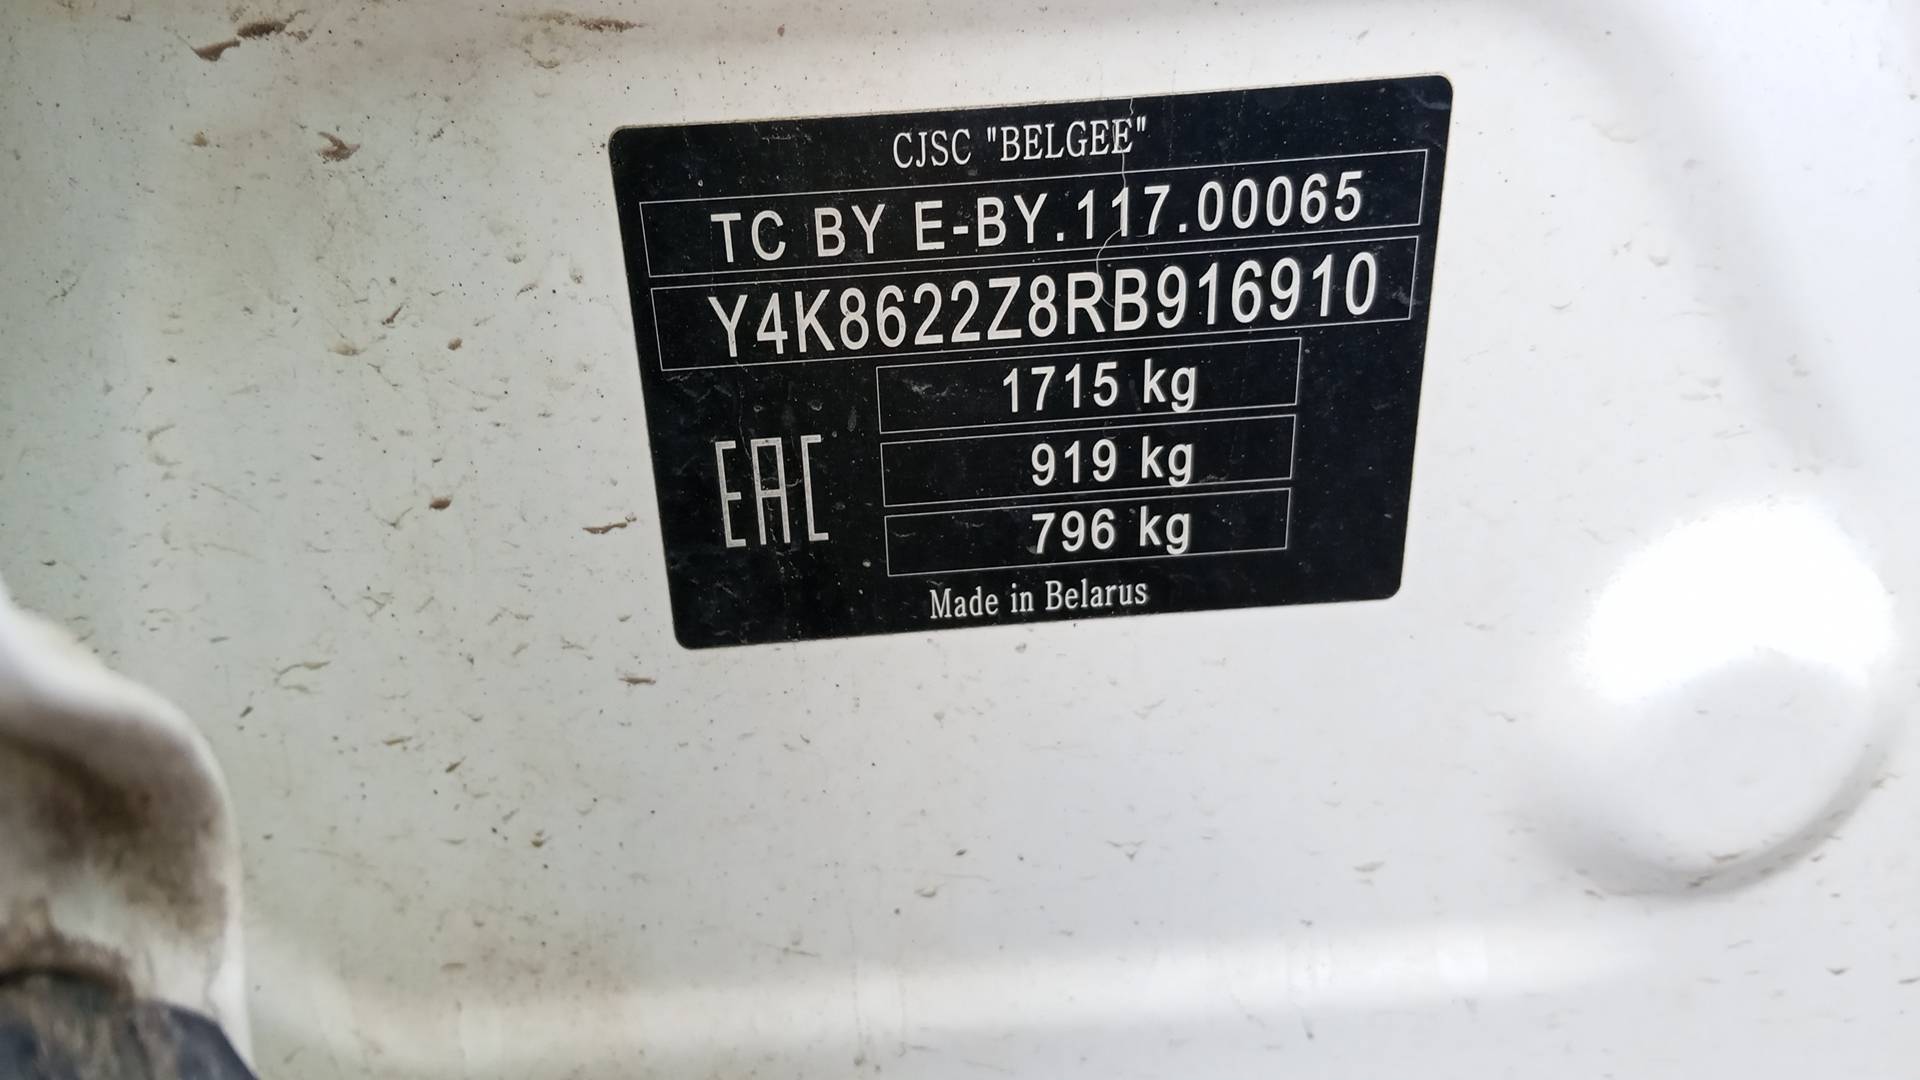 CJSC "BELGEE"
TC BY E-BY.117.00065
Y4K8622Z8RB916910
1715 kg
919 kg
796 kg
EAC
Made in Belarus